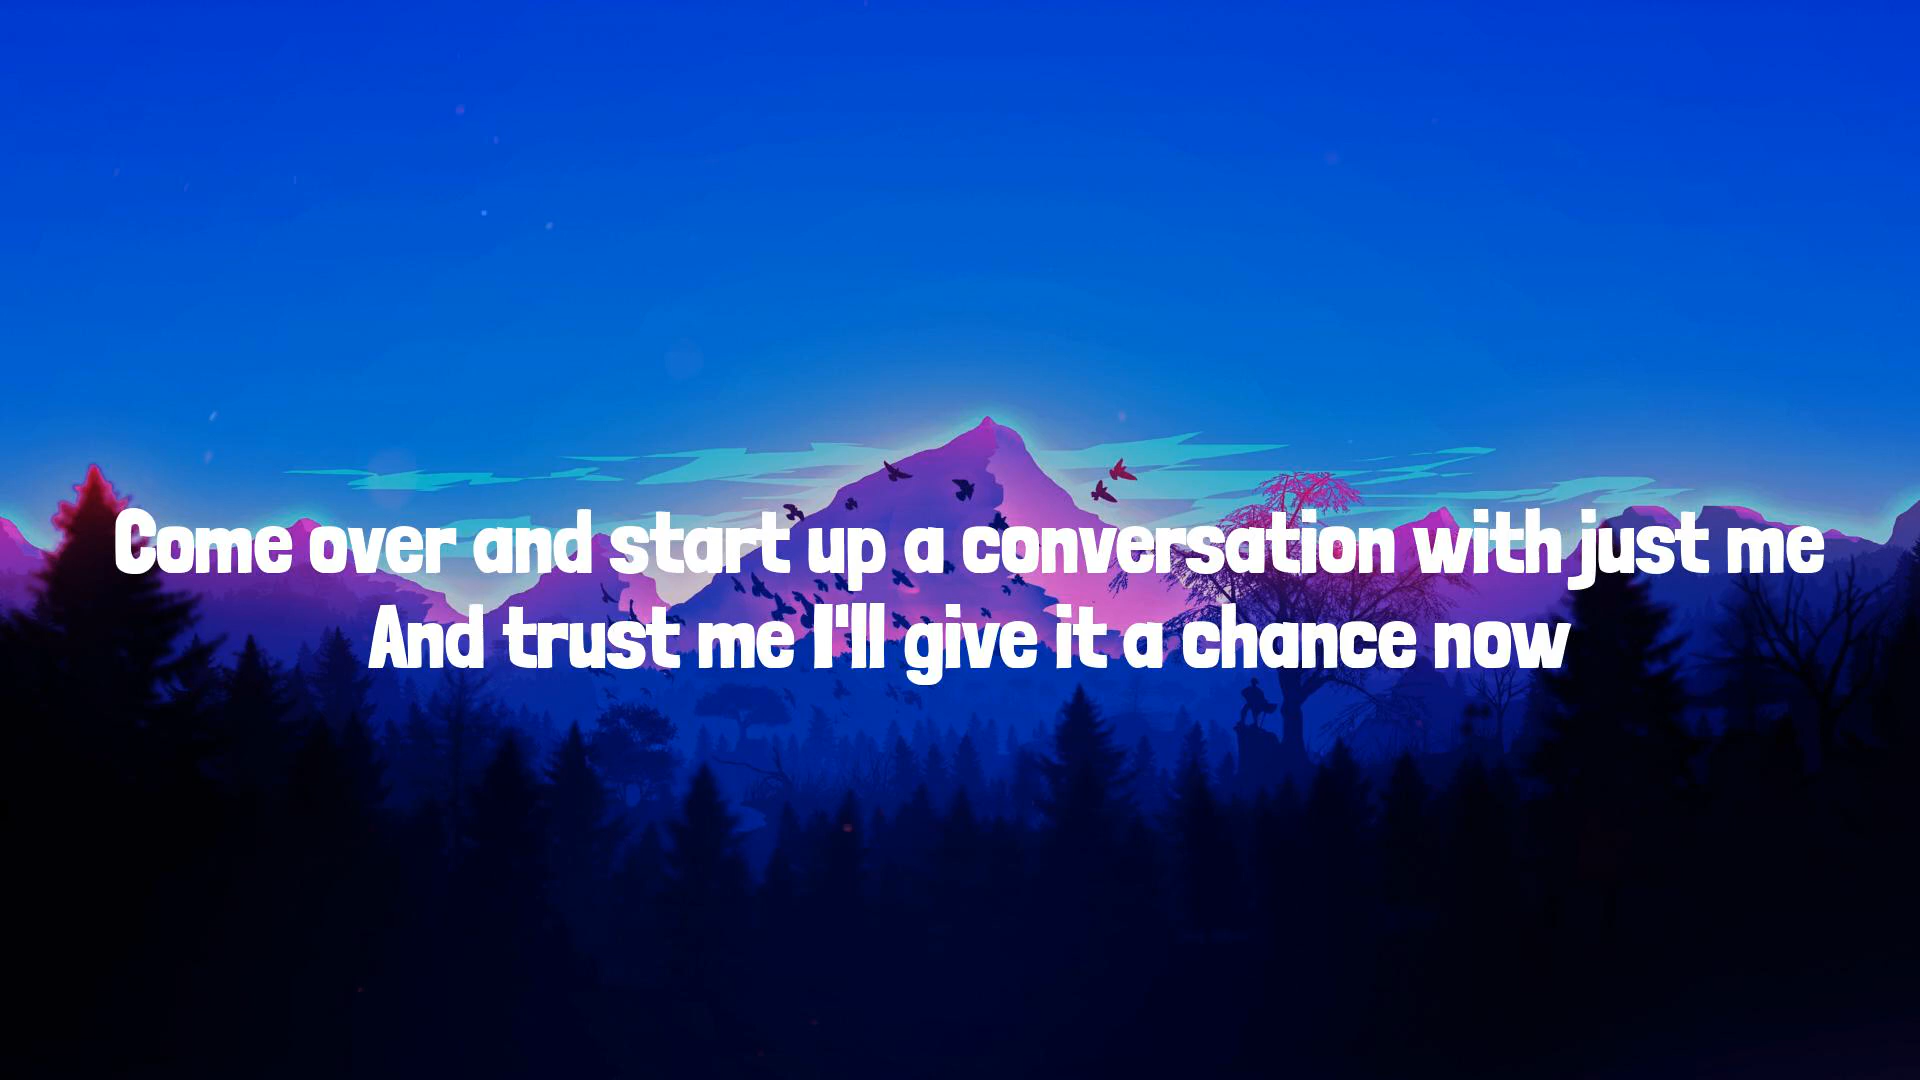 Come over and start up a conversation with just me
And trust me I'll give it a chance now